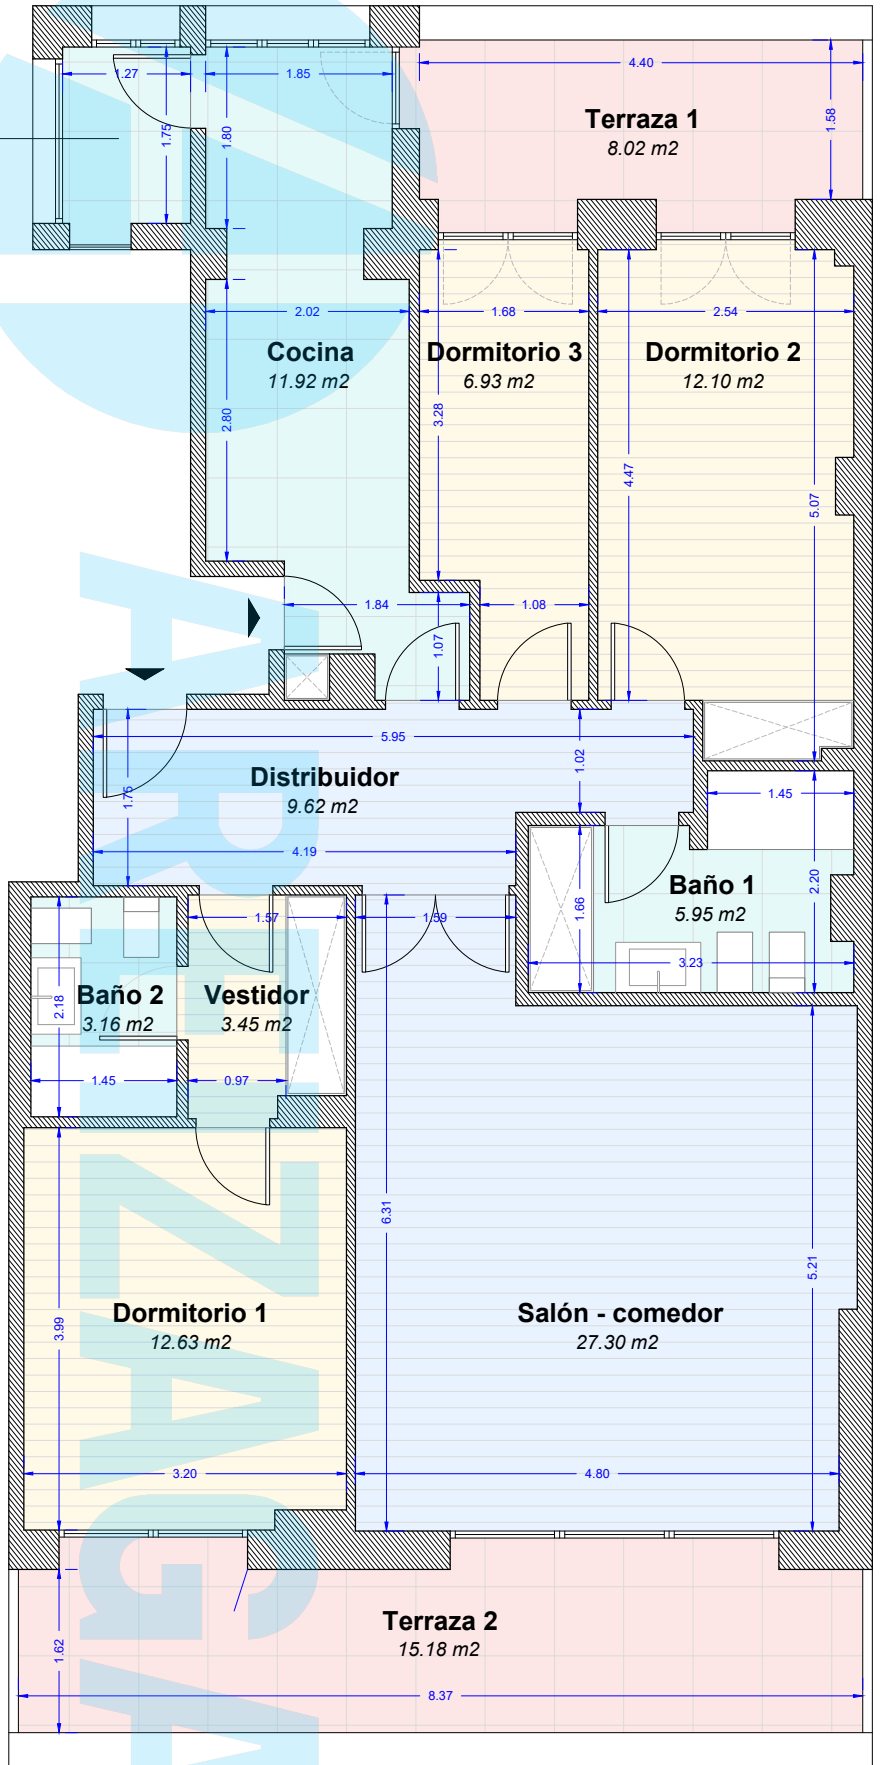 1.27
1.85
4.40
1.75
1.80
1.58
Terraza 1
8.02 m2
2.02
1.68
2.54
Cocina
11.92 m2
Dormitorio 3
6.93 m2
Dormitorio 2
12.10 m2
2.80
3.28
4.47
5.07
1.84
1.08
1.07
5.95
1.02
Distribuidor
9.62 m2
1.75
1.45
4.19
1.66
Baño 1
5.95 m2
2.20
1.57
1.59
3.23
Baño 2
3.16 m2
Vestidor
3.45 m2
2.18
1.45
0.97
6.31
5.21
Dormitorio 1
12.63 m2
Salón - comedor
27.30 m2
3.99
3.20
4.80
Terraza 2
15.18 m2
1.62
8.37
AREIZAGA